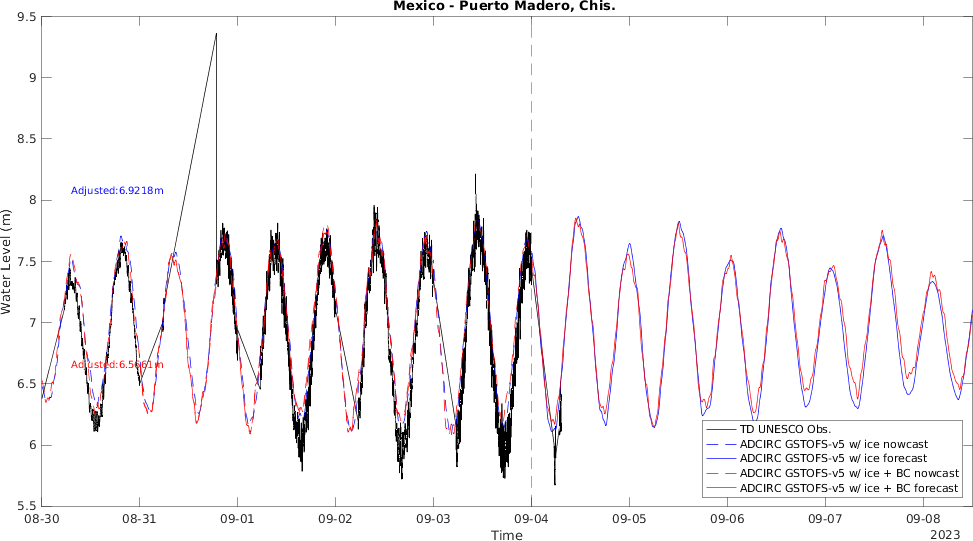 Mexico - Puerto Madero, Chis.
9.5
9
8.5
8
7.5
7
6.5
6
5.5
Water Level (m)
Adjusted:6.9218m
Adjusted:6.5661m
TD UNESCO Obs.
ADCIRC GSTOFS-v5 w/ ice nowcast
ADCIRC GSTOFS-v5 w/ ice forecast
ADCIRC GSTOFS-v5 w/ ice + BC nowcast
ADCIRC GSTOFS-v5 w/ ice + BC forecast
08-30 08-31 09-01 09-02 09-03 09-04 09-05 09-06 09-07 09-08
Time
2023